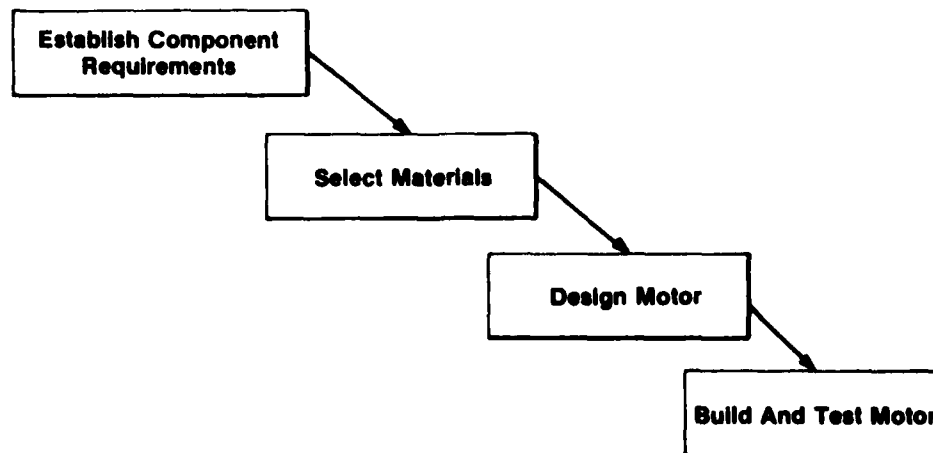 Establish Component
Requirements
Select Materials
Design Motor
Build And Test Motor